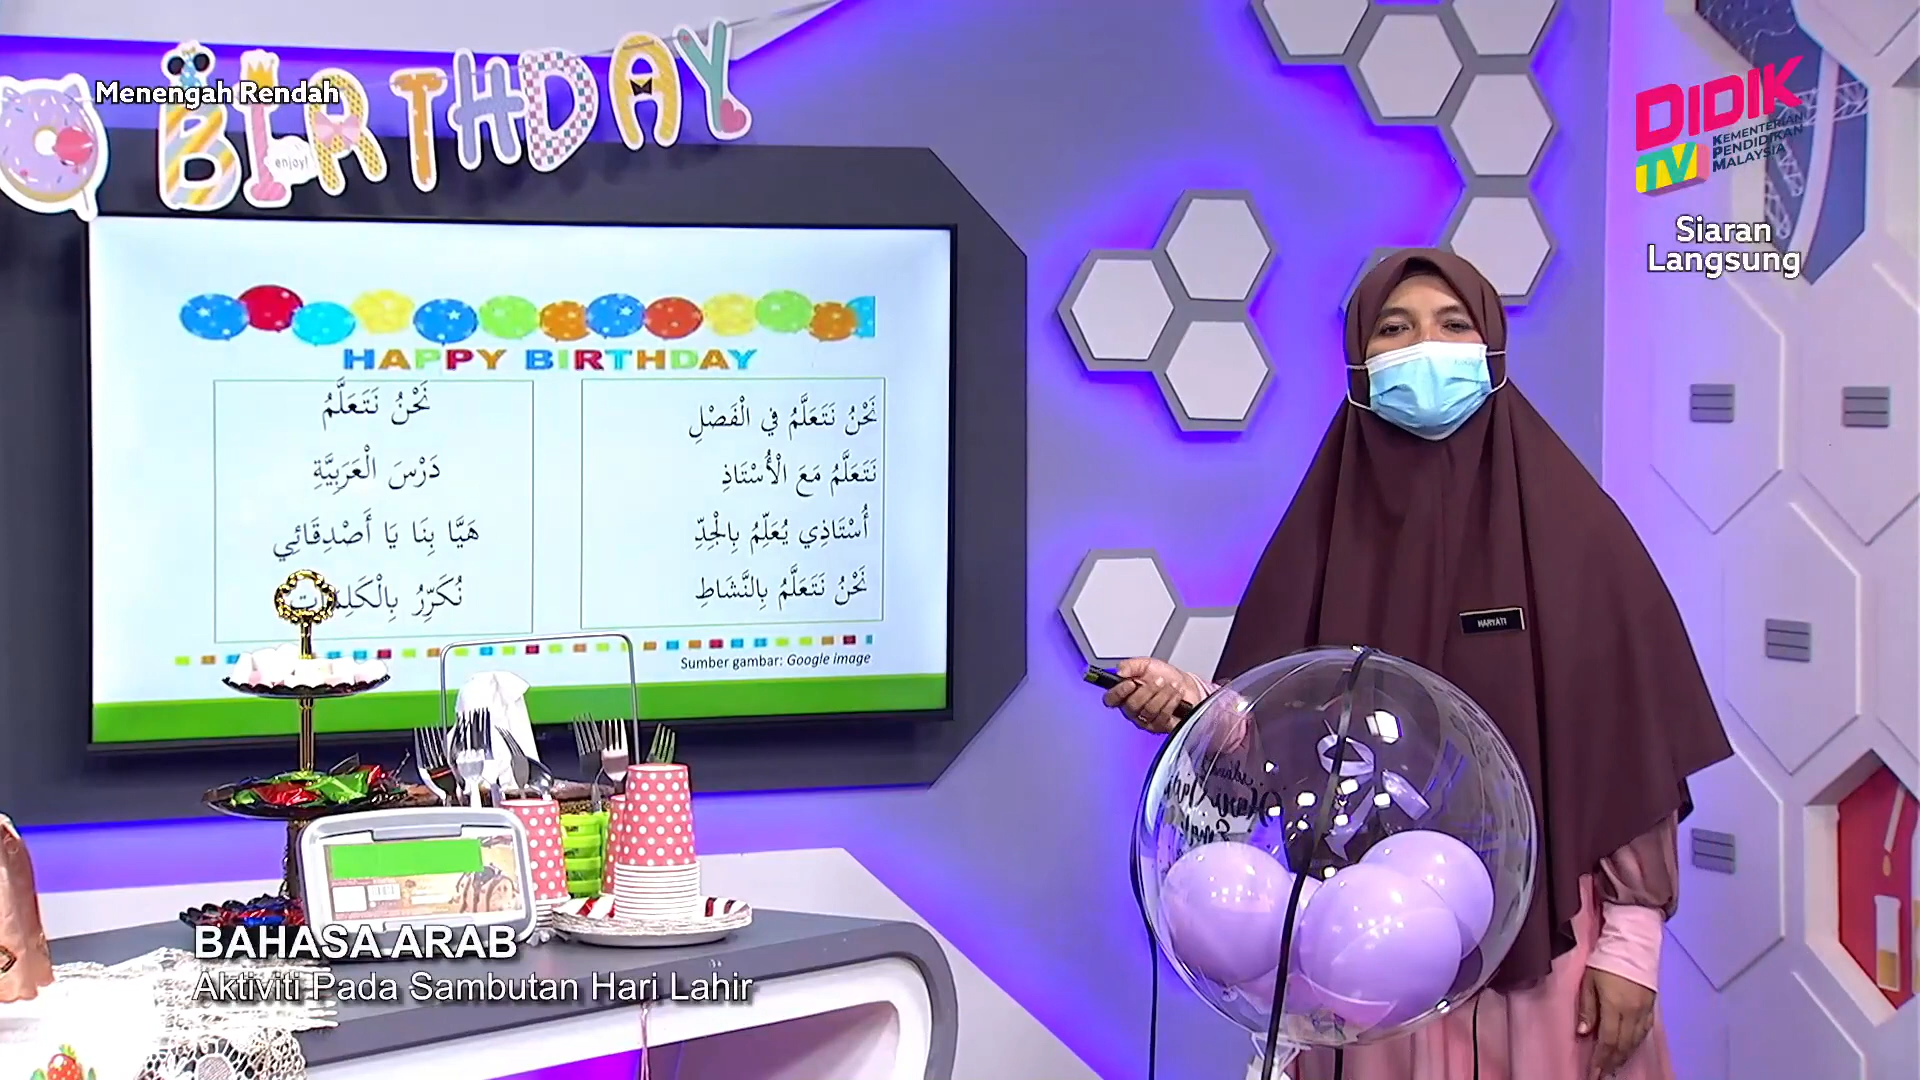 BIRTHDAY
enjoy!
Menengah Rendah
DIDIK
TV
KEMENTERIAN
PENDIDIKAN
MALAYSIA
Siaran
Langsung
HAPPY BIRTHDAY
نَحْنُ نَتَعَلَّمُ فِي الْفَصْلِ
نَتَعَلَّمُ مَعَ الْأُسْتَاذِ
أُسْتَاذِي يُعَلِّمُ بِالْجِدِّ
نَحْنُ نَتَعَلَّمُ بِالنَّشَاطِ
نَحْنُ نَتَعَلَّمُ
دَرْسَ الْعَرَبِيَّةِ
هَيَّا بِنَا يَا أَصْدِقَائِي
نُكَرِّرُ بِالْكَلِمَاتِ
Sumber gambar: Google image
HARYATI
BAHASA ARAB
Aktiviti Pada Sambutan Hari Lahir